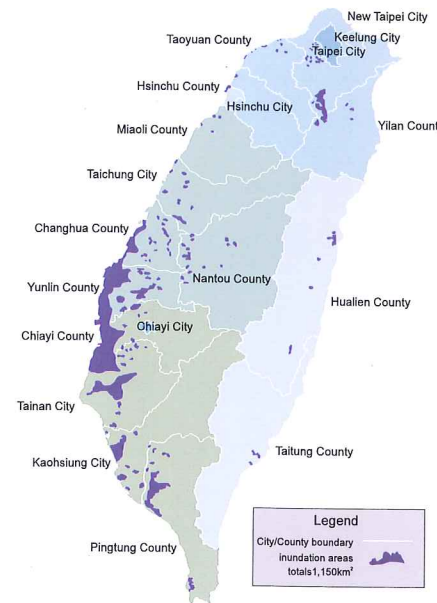 New Taipei City
Keelung City
Taoyuan County
Taipei City
Hsinchu County
Hsinchu City
Yilan County
Miaoli County
Taichung City
Changhua County
Nantou County
Yunlin County
Hualien County
Ohiayi City
Chiayi County
Tainan City
Taitung County
Kaohsiung City
Pingtung County
Legend
City/County boundary
inundation areas
totals1,150km²